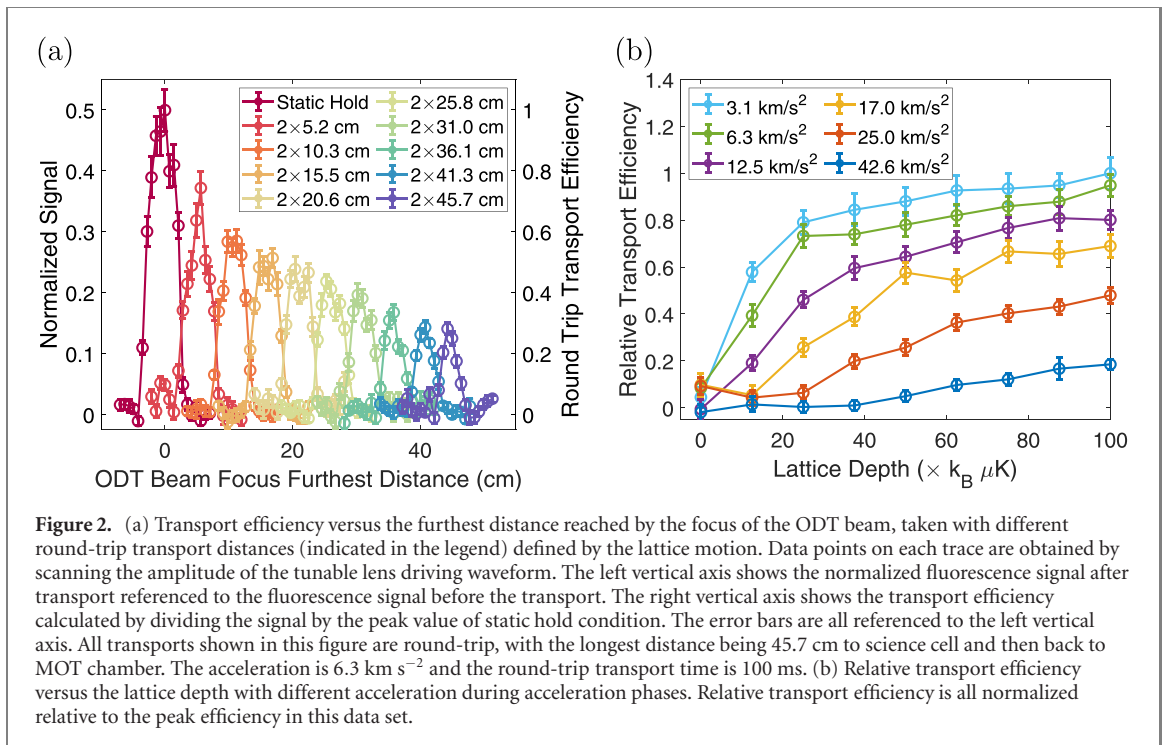 (a)
0.5
0.4
0.3
0.2
0.1
0
Normalized Signal
Static Hold
2×5.2 cm
2×10.3 cm
2×15.5 cm
2×20.6 cm
2×25.8 cm
2×31.0 cm
2×36.1 cm
2×41.3 cm
2×45.7 cm
1
0.8
0.6
0.4
0.2
0
Round Trip Transport Efficiency
0 20 40
ODT Beam Focus Furthest Distance (cm)
(b)
1.4
1.2
1
0.8
0.6
0.4
0.2
0
Relative Transport Efficiency
3.1 km/s²
6.3 km/s²
12.5 km/s²
17.0 km/s²
25.0 km/s²
42.6 km/s²
0 20 40 60 80 100
Lattice Depth (× k_B μK)
Figure 2. (a) Transport efficiency versus the furthest distance reached by the focus of the ODT beam, taken with different
round-trip transport distances (indicated in the legend) defined by the lattice motion. Data points on each trace are obtained by
scanning the amplitude of the tunable lens driving waveform. The left vertical axis shows the normalized fluorescence signal after
transport referenced to the fluorescence signal before the transport. The right vertical axis shows the transport efficiency
calculated by dividing the signal by the peak value of static hold condition. The error bars are all referenced to the left vertical
axis. All transports shown in this figure are round-trip, with the longest distance being 45.7 cm to science cell and then back to
MOT chamber. The acceleration is 6.3 km s⁻² and the round-trip transport time is 100 ms. (b) Relative transport efficiency
versus the lattice depth with different acceleration during acceleration phases. Relative transport efficiency is all normalized
relative to the peak efficiency in this data set.